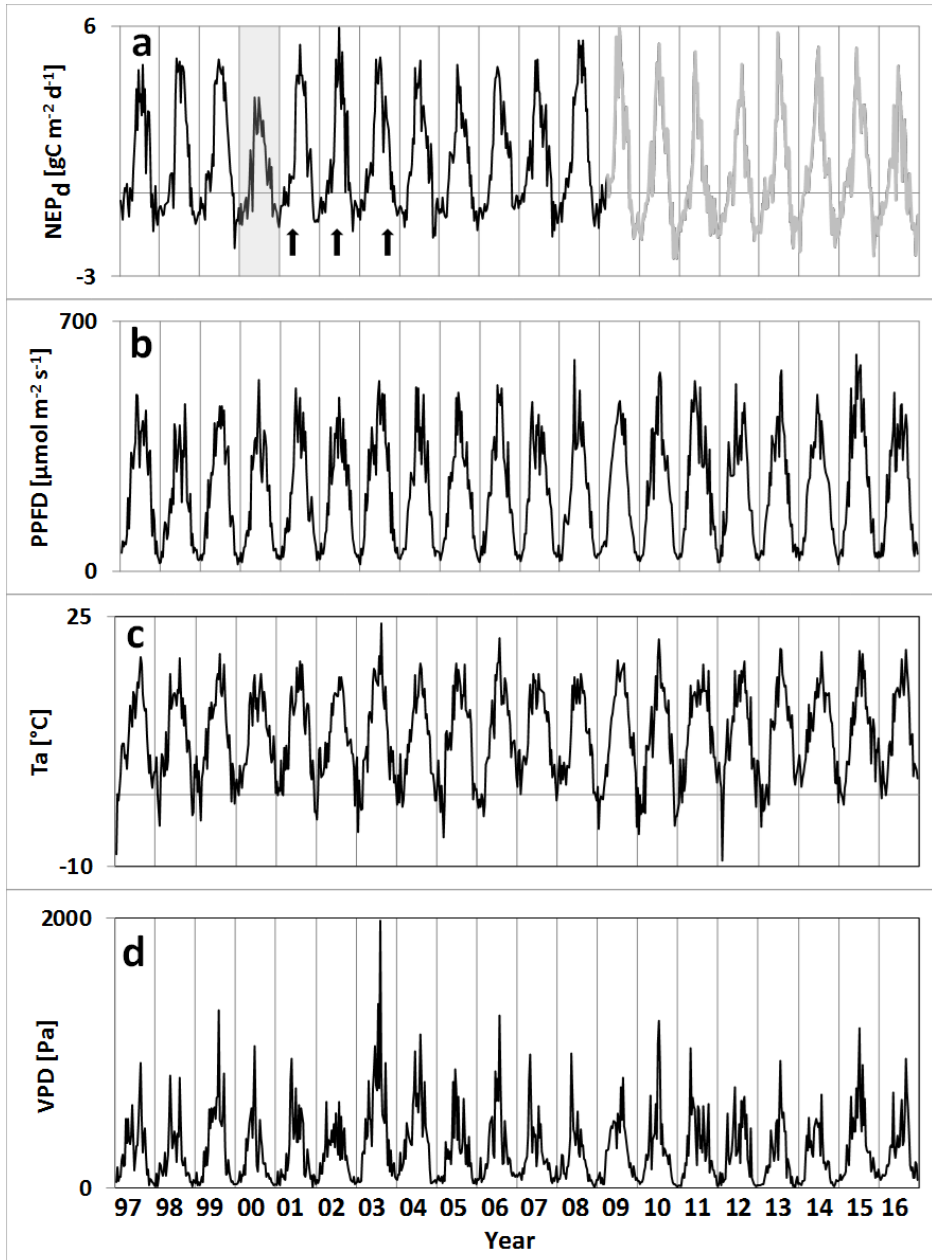 6
a
NEPd [gC m-2 d-1]
-3
700
b
PPFD [µmol m-2 s-1]
0
25
c
Ta [°C]
-10
2000
d
VPD [Pa]
0
97 98 99 00 01 02 03 04 05 06 07 08 09 10 11 12 13 14 15 16
Year